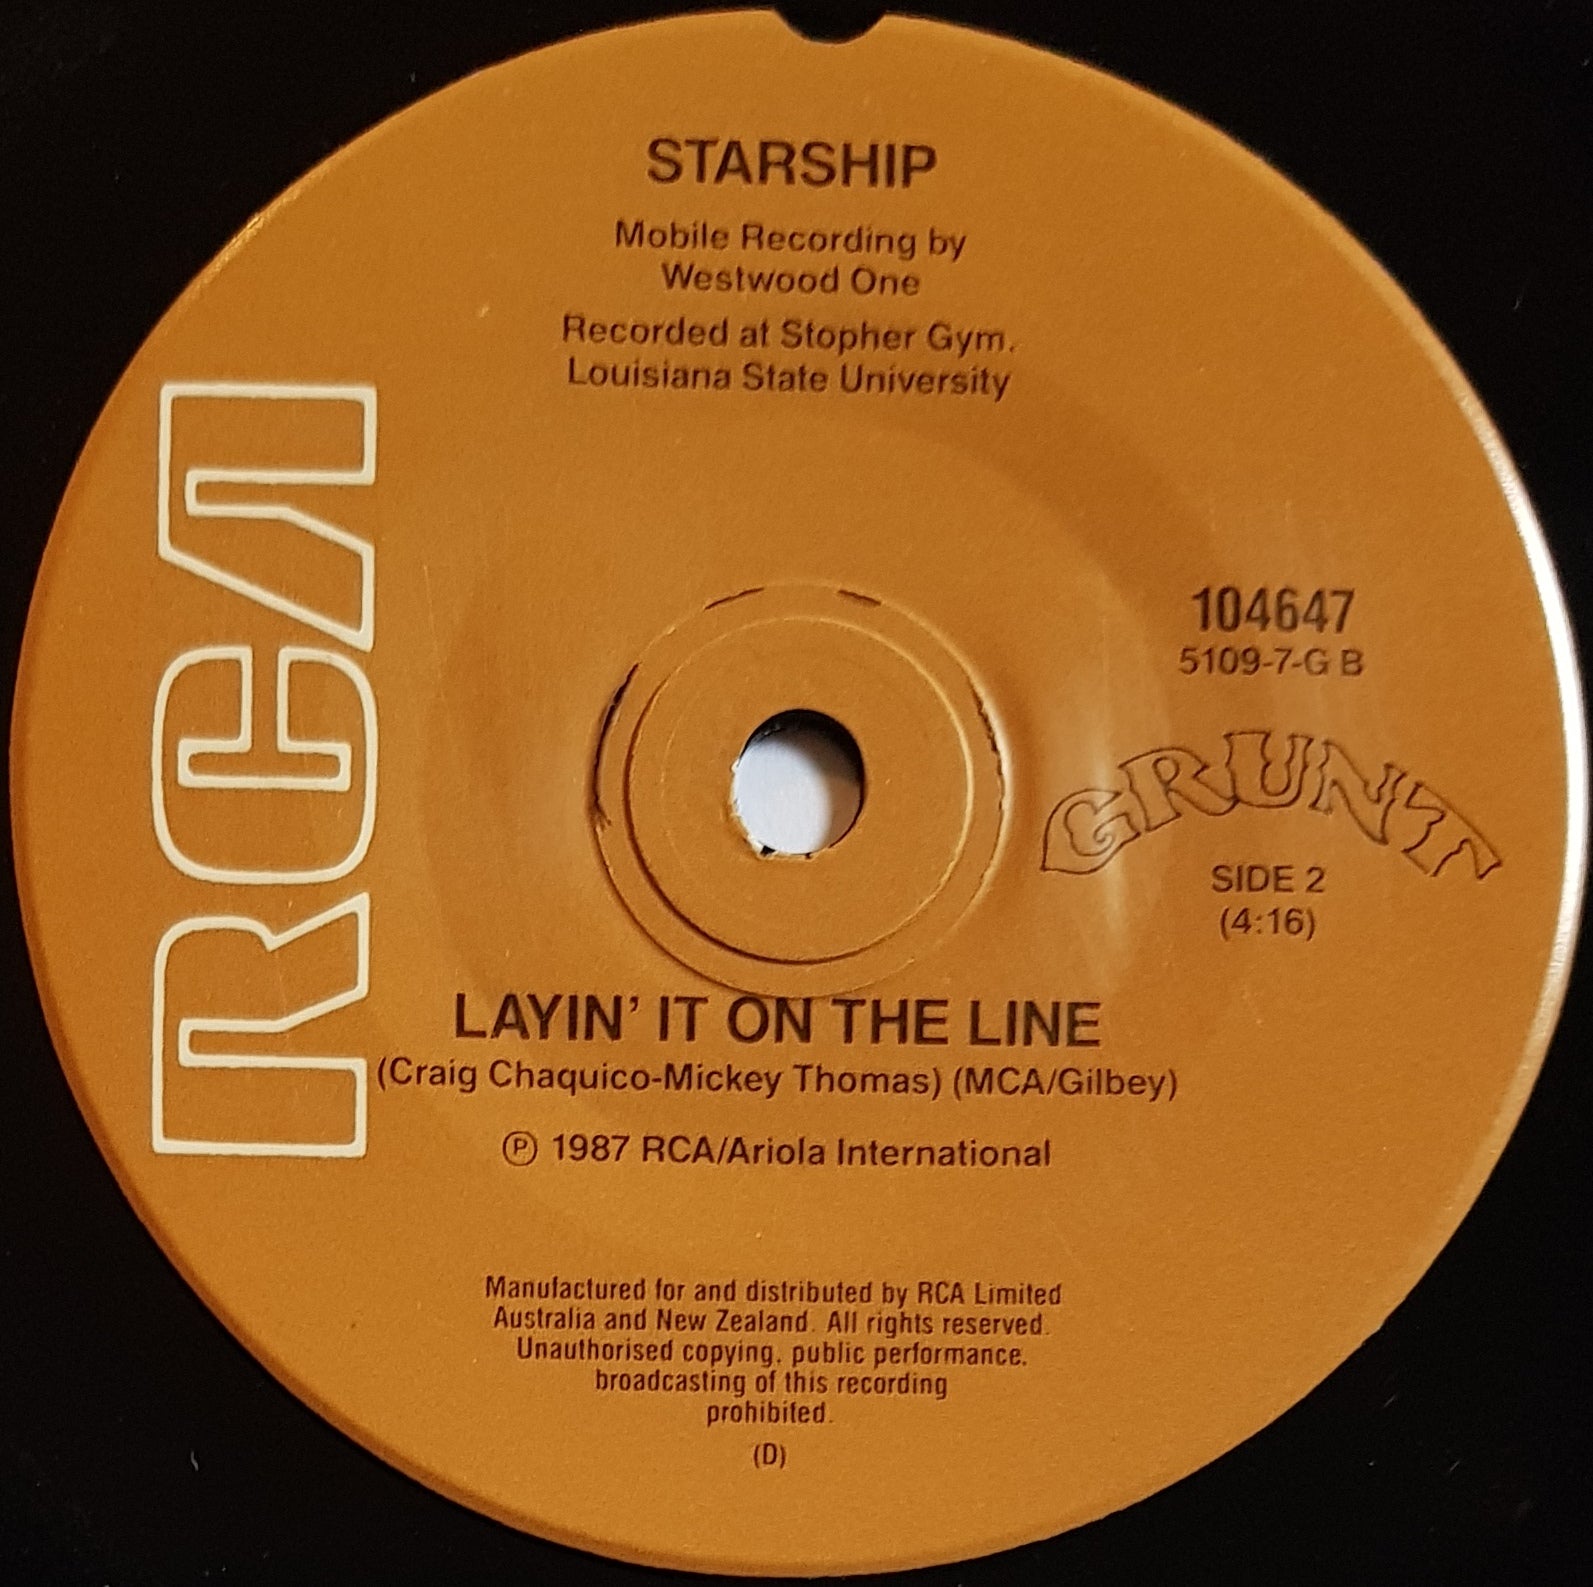 STARSHIP
Mobile Recording by
Westwood One
Recorded at Stopher Gym.
Louisiana State University
RCA
104647
5109-7-G B
GRUNT
SIDE 2
(4:16)
LAYIN' IT ON THE LINE
(Craig Chaquico-Mickey Thomas) (MCA/Gilbey)
Ⓟ 1987 RCA/Ariola International
Manufactured for and distributed by RCA Limited
Australia and New Zealand. All rights reserved.
Unauthorised copying, public performance,
broadcasting of this recording
prohibited.
(D)